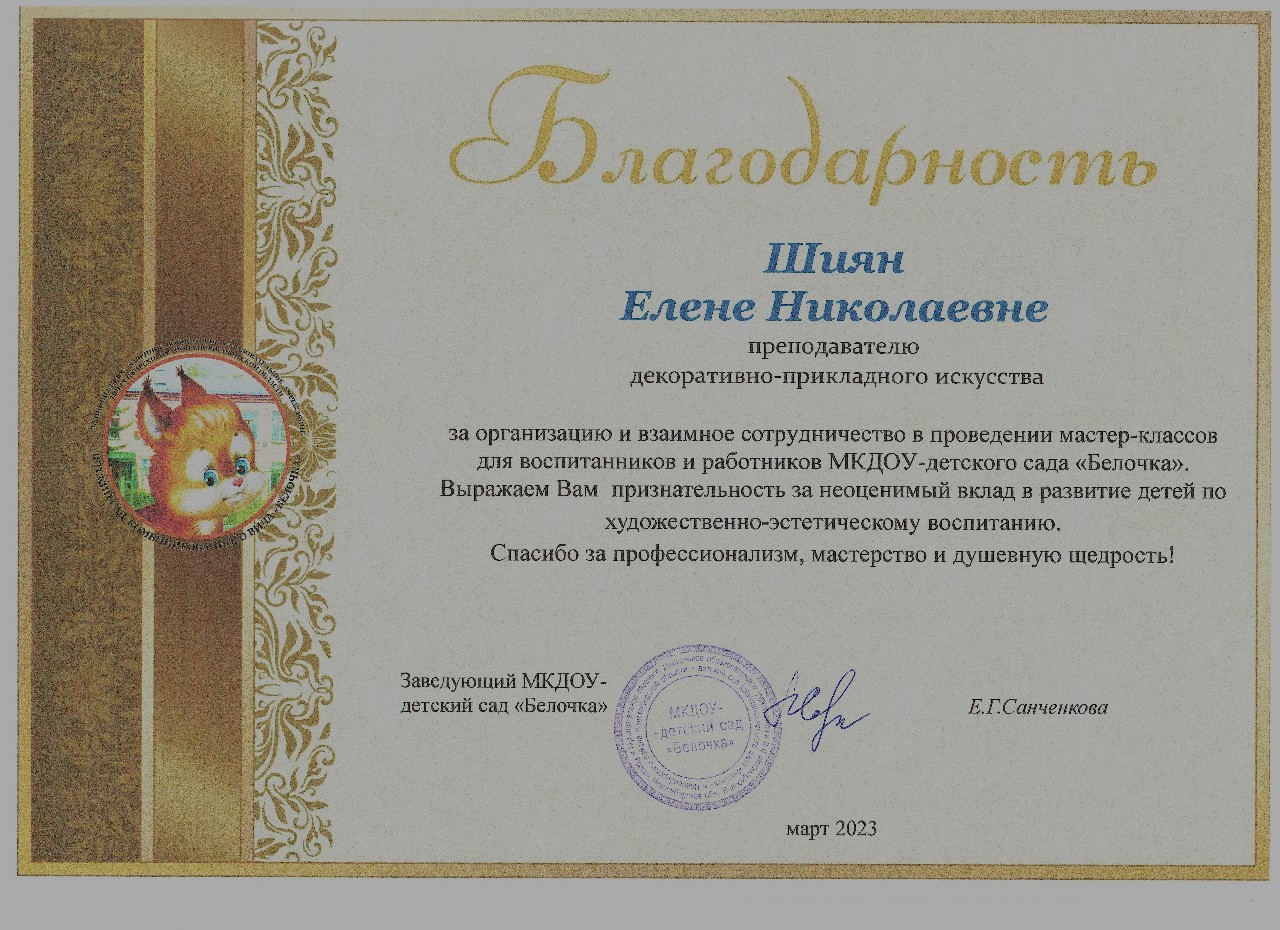 Благодарность
Шиян
Елене Николаевне
преподавателю
декоративно-прикладного искусства
за организацию и взаимное сотрудничество в проведении мастер-классов
для воспитанников и работников МКДОУ-детского сада «Белочка».
Выражаем Вам признательность за неоценимый вклад в развитие детей по
художественно-эстетическому воспитанию.
Спасибо за профессионализм, мастерство и душевную щедрость!
Заведующий МКДОУ-
детский сад «Белочка»
МКДОУ-
-детский сад
«Белочка»
Е.Г.Санченкова
март 2023